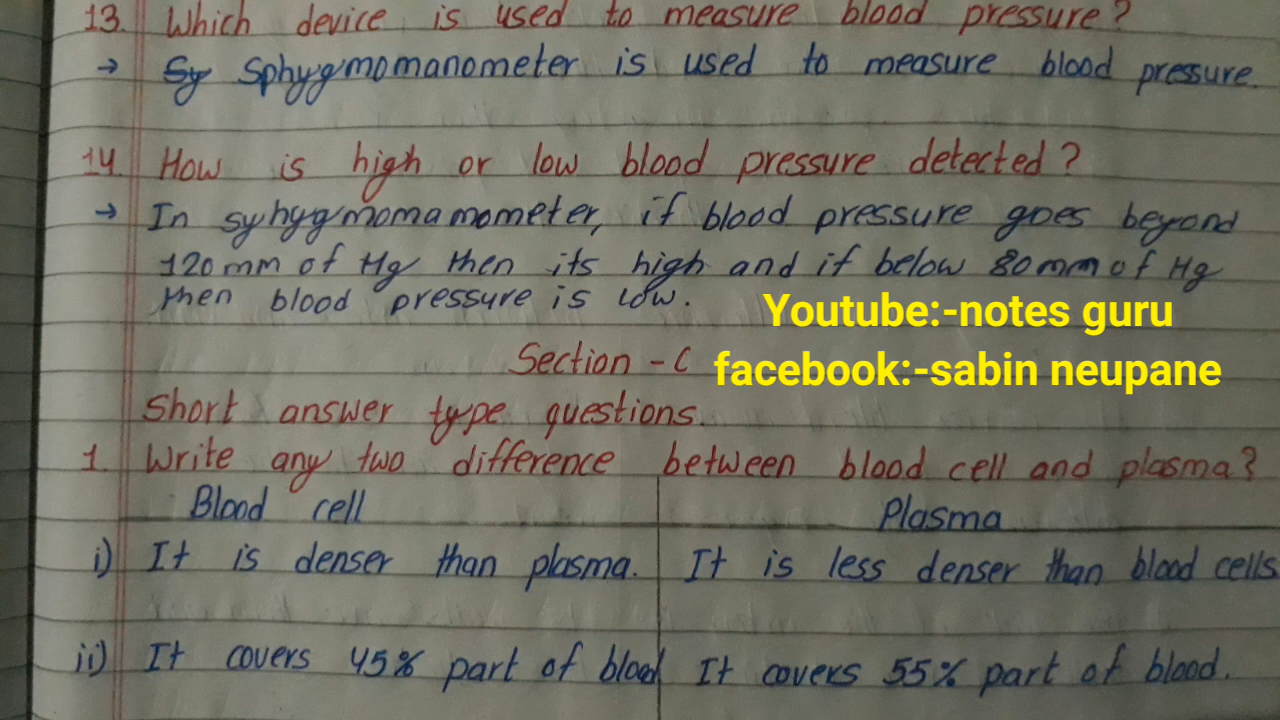 13. Which device is used to measure blood pressure?
→ Sy Sphygmomanometer is used to measure blood pressure.
14. How is high or low blood pressure detected?
→ In syhygmomamometer, if blood pressure goes beyond
120 mm of Hg then its high and if below 80 mm of Hg
then blood pressure is low.
Youtube:-notes guru
Section - C
facebook:-sabin neupane
Short answer type questions.
1. Write any two difference between blood cell and plasma?
Blood cell Plasma
i) It is denser than plasma. It is less denser than blood cells
ii) It covers 45% part of blood It covers 55% part of blood.